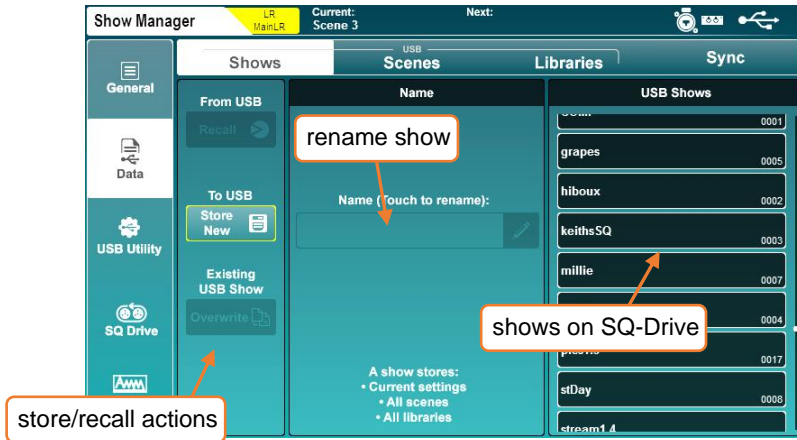 Show Manager
LR
MainLR
Current:
Scene 3
Next:
General
Data
USB Utility
SQ Drive
Shows
USB
Scenes
Libraries
Sync
From USB
Recall
To USB
Store
New
Existing
USB Show
Overwrite
Name
rename show
Name (Touch to rename):
A show stores:
• Current settings
• All scenes
• All libraries
USB Shows
0001
grapes
0005
hiboux
0002
keithsSQ
0003
millie
0007
shows on SQ-Drive
0004
0017
stDay
0008
stream1.4
store/recall actions